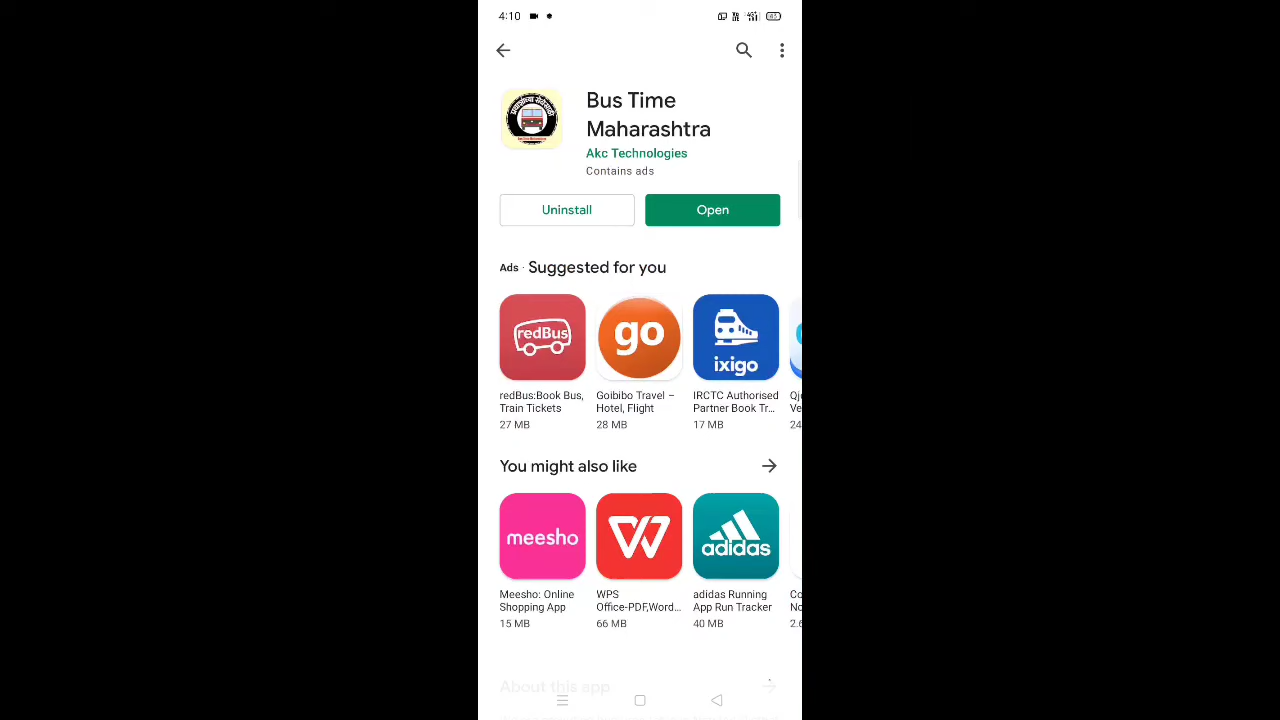 4:10
Bus Time
Maharashtra
Akc Technologies
Contains ads
Uninstall
Open
Ads · Suggested for you
redBus
go
ixigo
redBus:Book Bus,
Train Tickets
27 MB
Goibibo Travel –
Hotel, Flight
28 MB
IRCTC Authorised
Partner Book Tr...
17 MB
You might also like
meesho
adidas
Meesho: Online
Shopping App
15 MB
WPS
Office-PDF,Word...
66 MB
adidas Running
App Run Tracker
40 MB
About this app